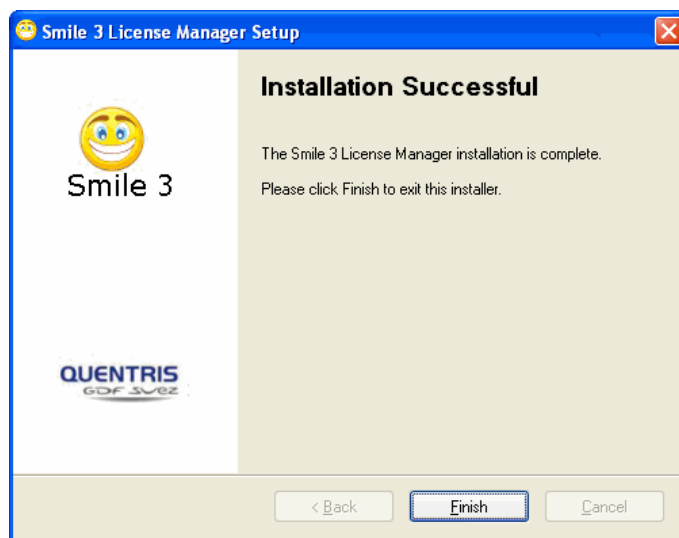 Smile 3 License Manager Setup
Installation Successful
The Smile 3 License Manager installation is complete.
Please click Finish to exit this installer.
Smile 3
QUENTRIS
GDF SUEZ
< Back
Finish
Cancel